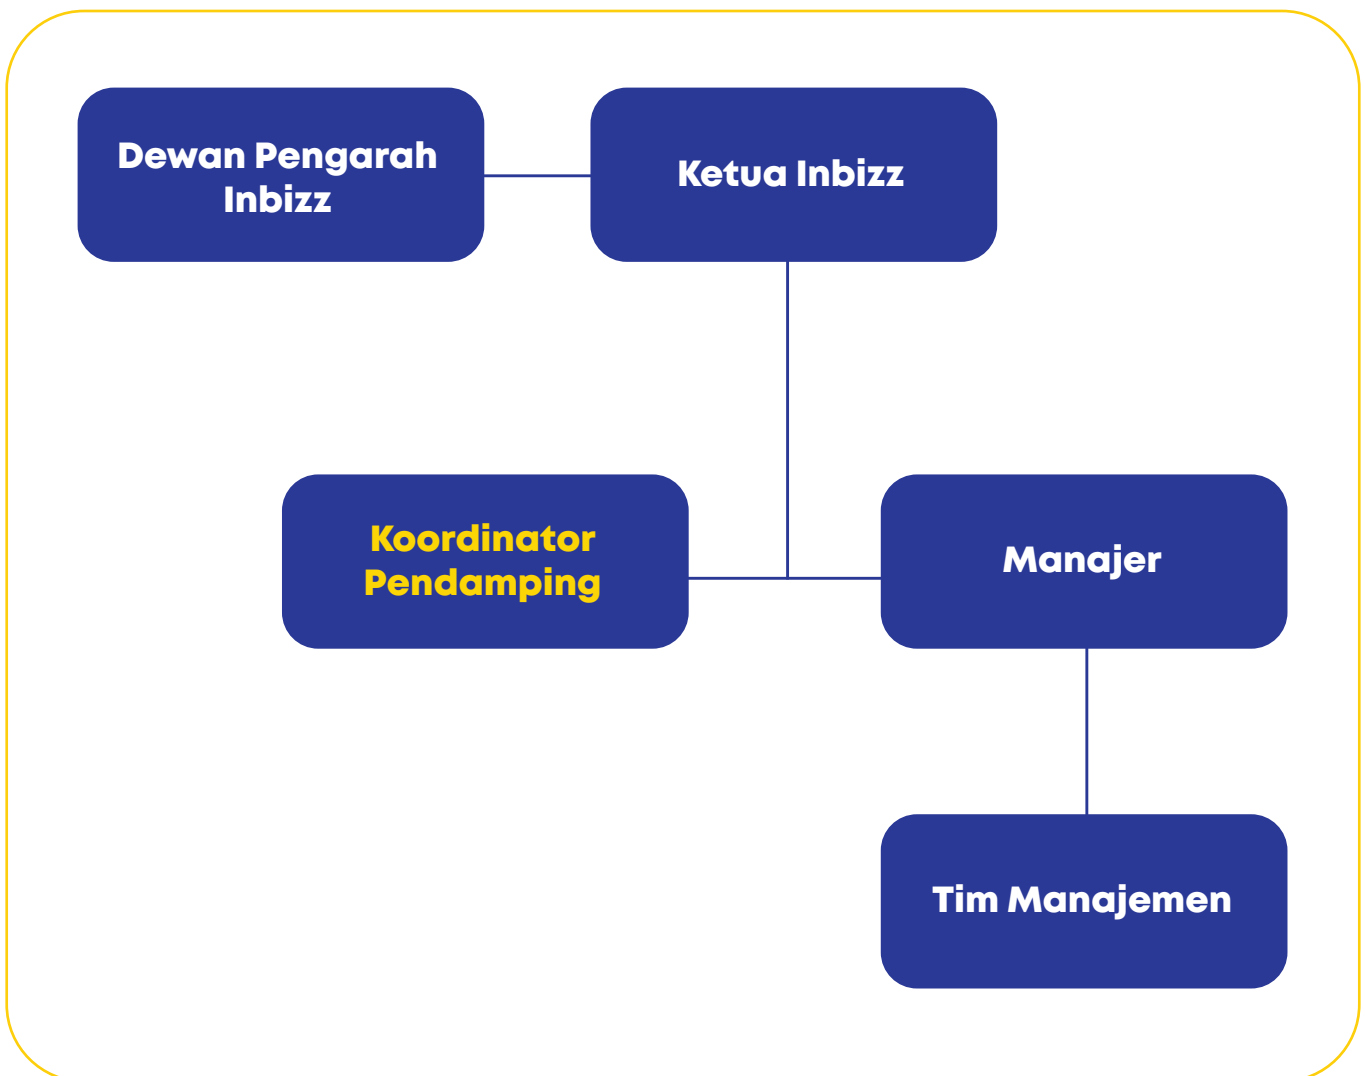 Dewan Pengarah
Inbizz
Ketua Inbizz
Koordinator
Pendamping
Manajer
Tim Manajemen